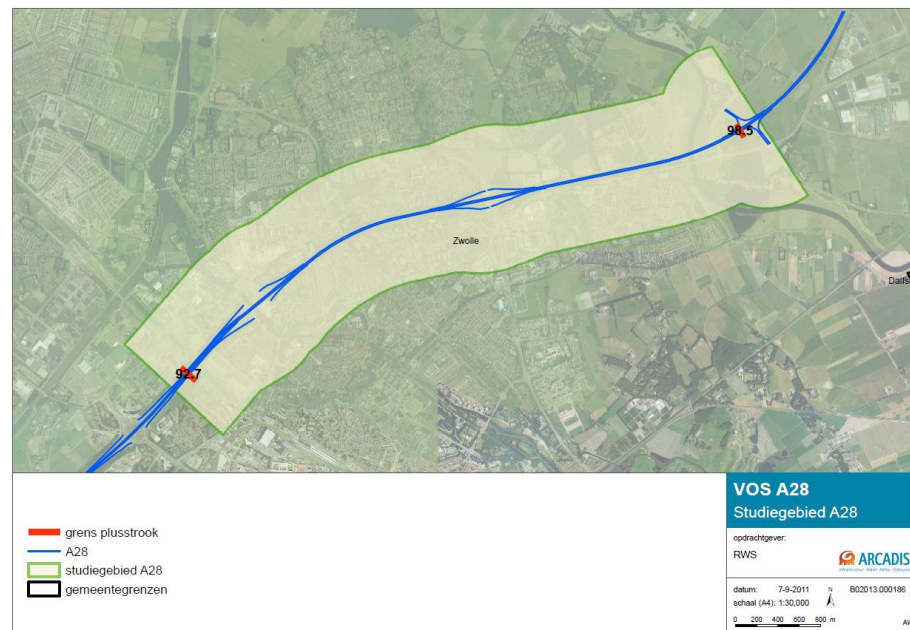 98.5
Zwolle
Dalfs
92.7
grens plusstrook
A28
studiegebied A28
gemeentegrenzen
VOS A28
Studiegebied A28
opdrachtgever:
RWS
ARCADIS
datum: 7-9-2011 N B02013.000186
schaal (A4): 1:30,000
0 200 400 600 800 m